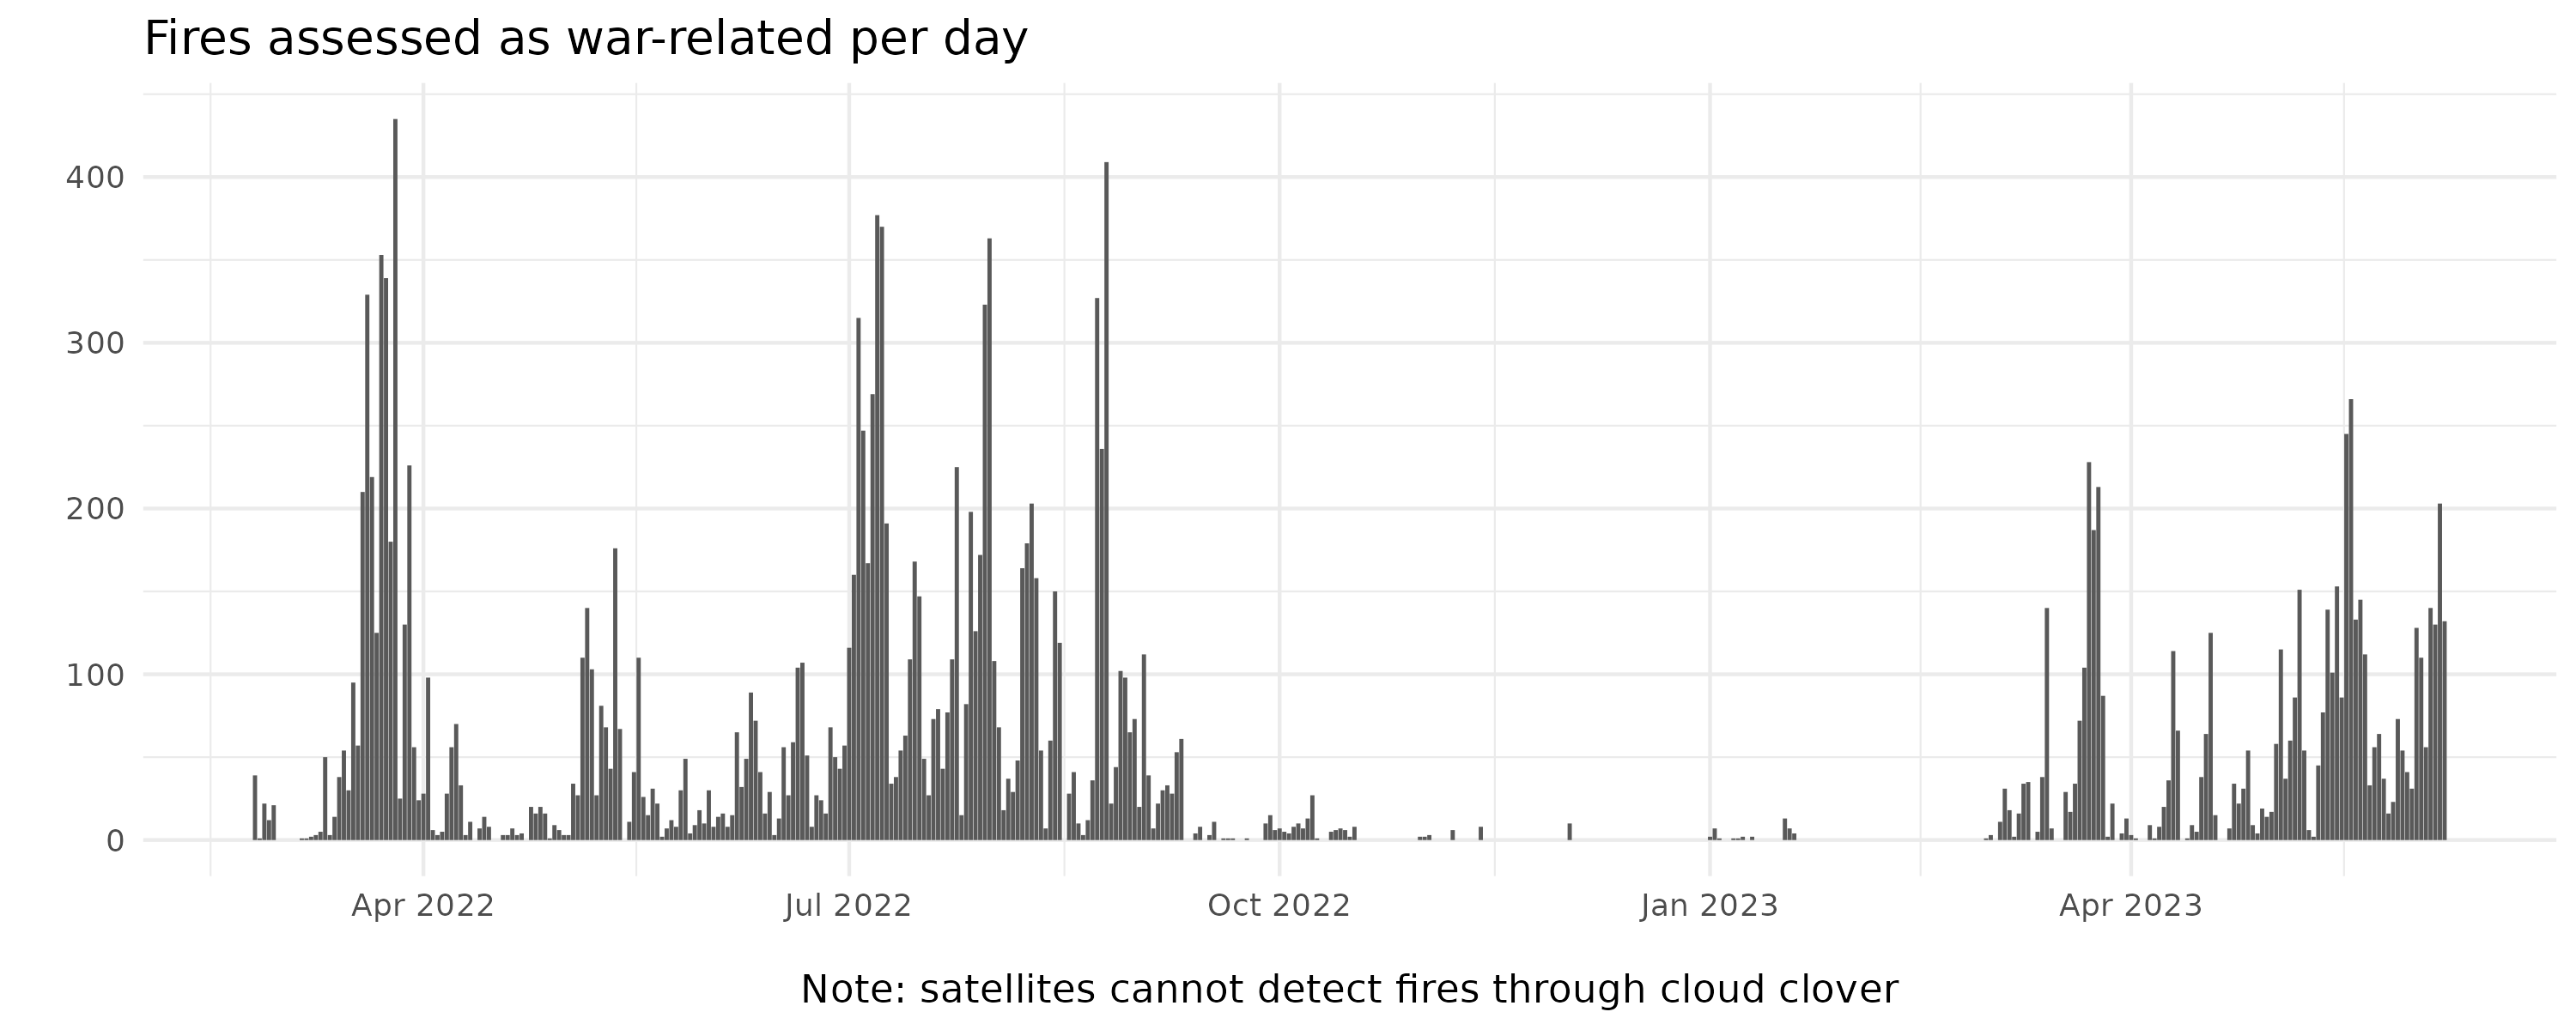 Fires assessed as war-related per day
400
300
200
100
0
Apr 2022 Jul 2022 Oct 2022 Jan 2023 Apr 2023
Note: satellites cannot detect fires through cloud clover